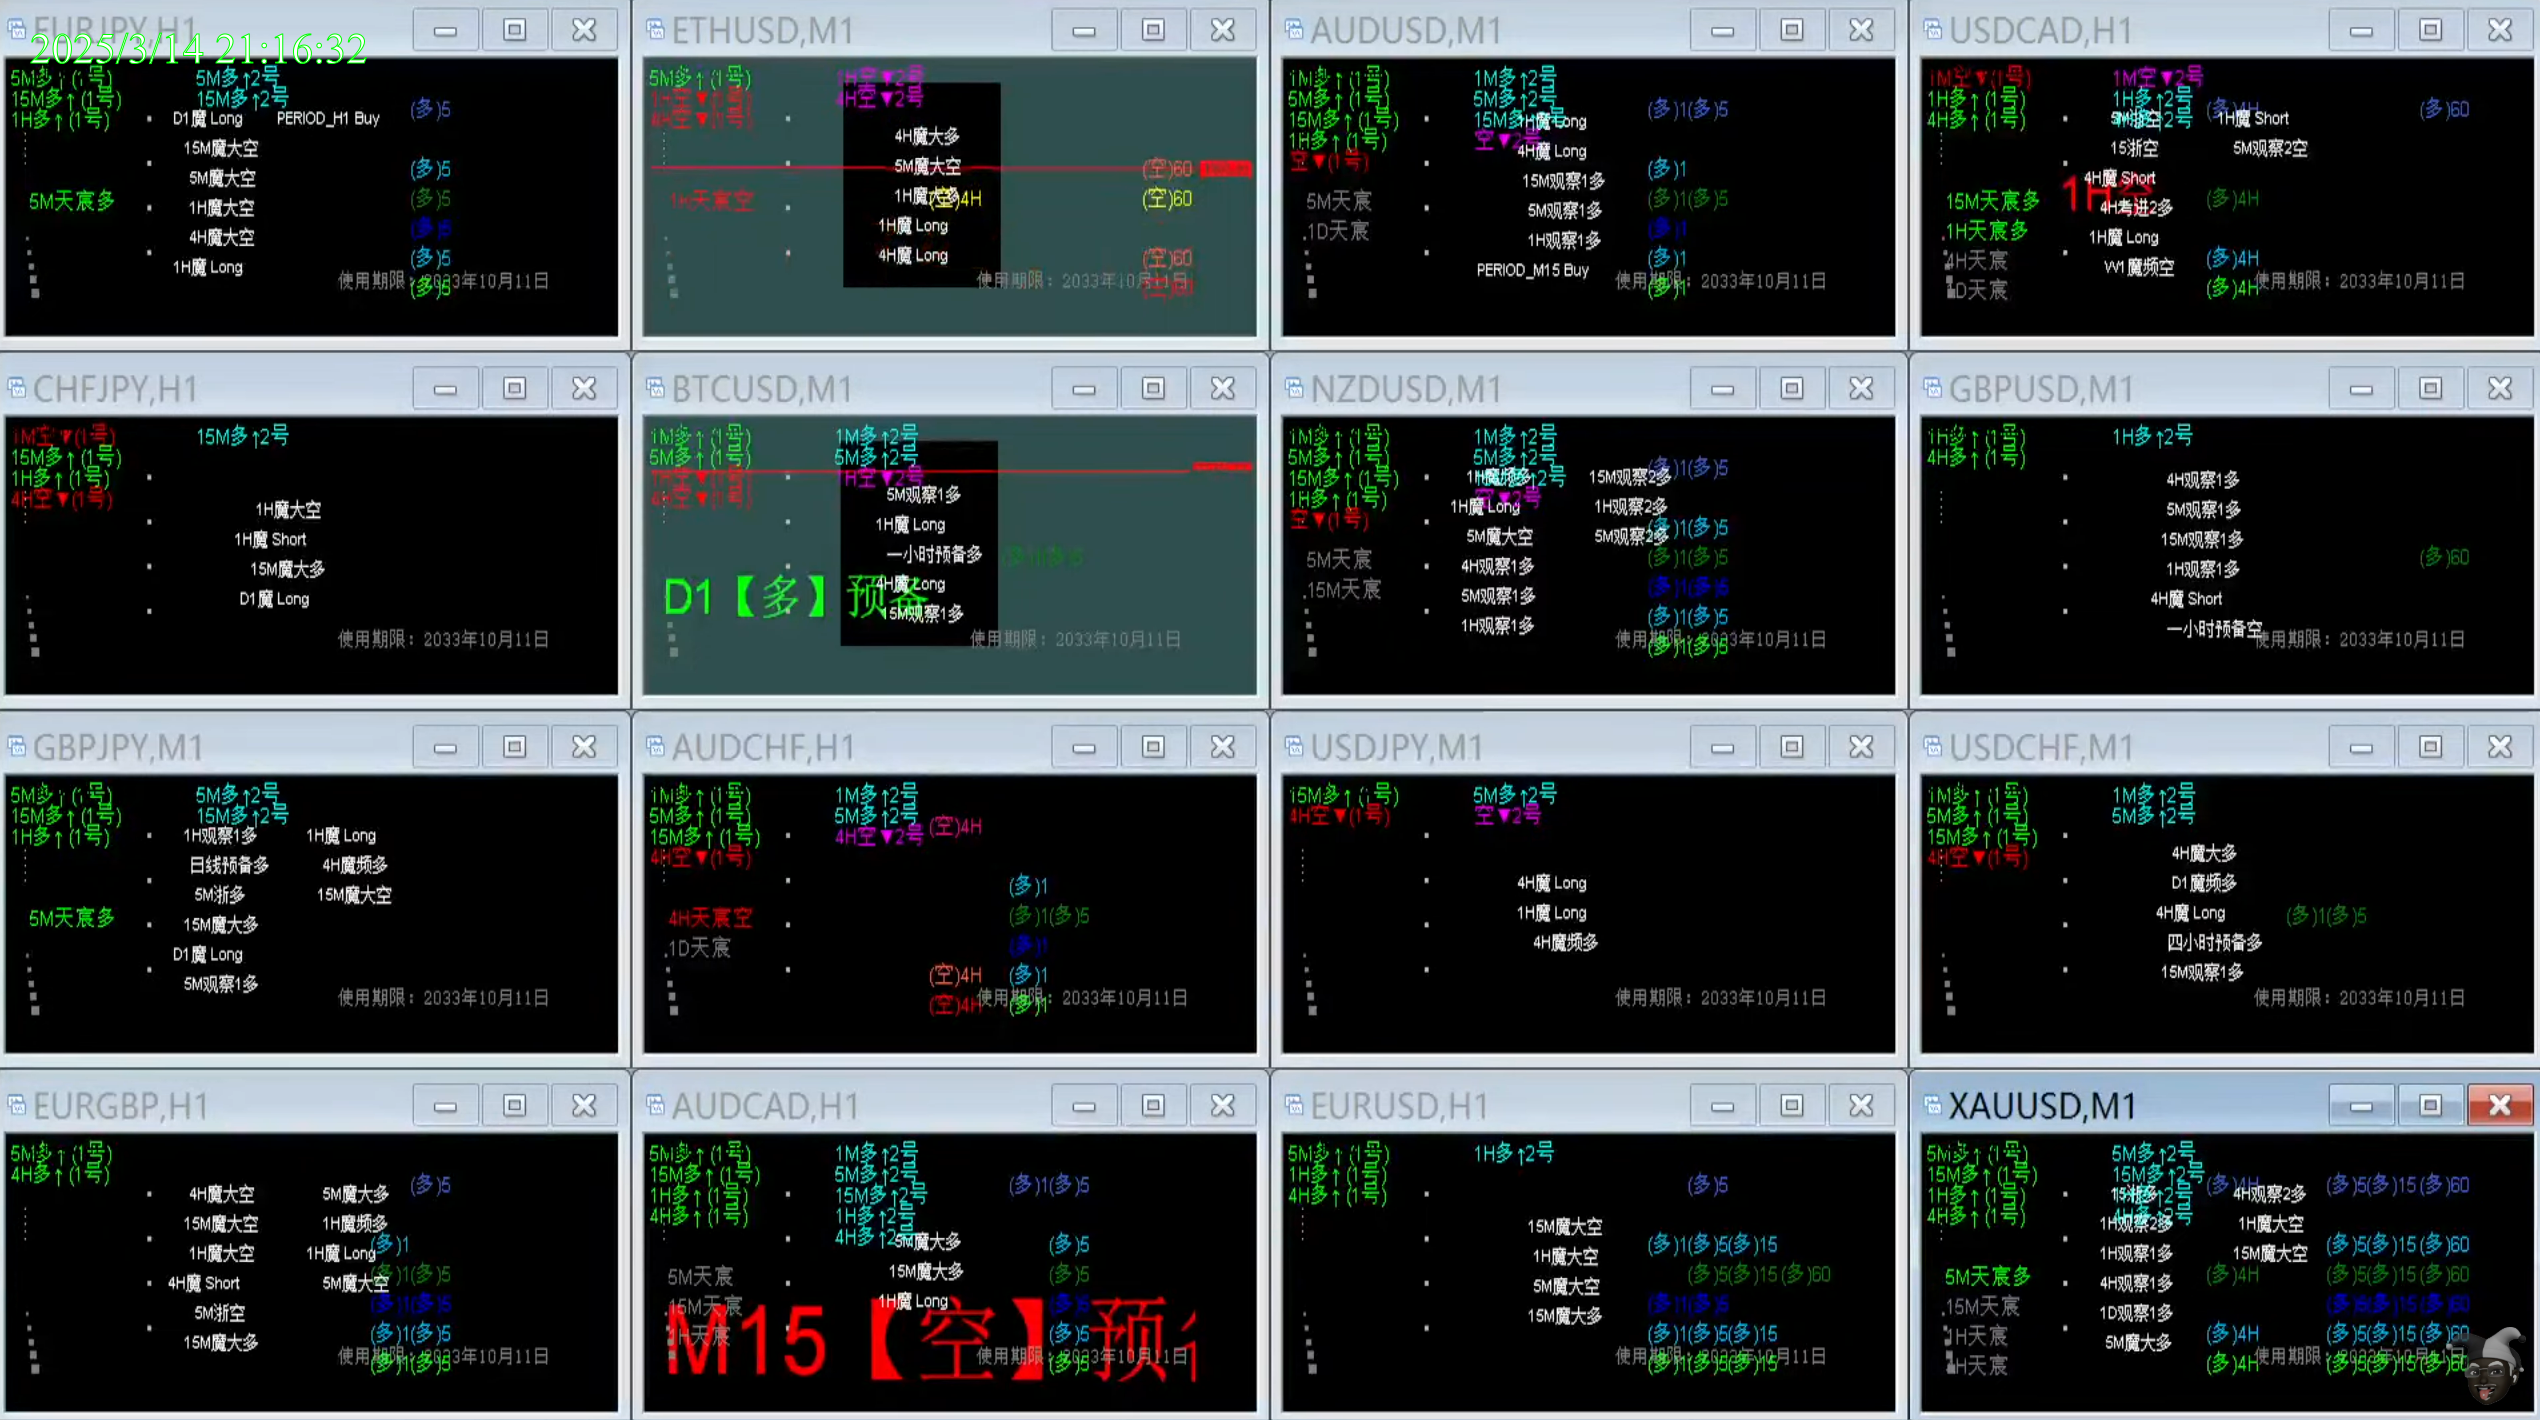 EURJPY,H1
2025/3/14 21:16:32
5M多↑(1号)
5M多↑2号
15M多↑(1号)
15M多↑2号
1H多↑(1号)
D1魔 Long
PERIOD_H1 Buy
(多)5
15M魔大空
5M魔大空
(多)5
5M天宸多
1H魔大空
(多)5
4H魔大空
(多)5
1H魔 Long
(多)5
使用期限：2033年10月11日
ETHUSD,M1
5M多↑(1号)
1H空▼2号
1H空▼(1号)
4H空▼2号
4H空▼(1号)
4H魔大多
5M魔大空
(空)60
1H天宸空
(空)4H
(空)60
1H魔 Long
4H魔 Long
(空)60
使用期限：2033年10月11日
AUDUSD,M1
1M多↑(1号)
1M多↑2号
5M多↑(1号)
5M多↑2号
(多)1(多)5
15M多↑(1号)
1H魔 Long
1H多↑(1号)
空▼2号
4H魔 Long
空▼(1号)
(多)1
15M观察1多
5M天宸
5M观察1多
(多)1(多)5
1D天宸
1H观察1多
(多)1
PERIOD_M15 Buy
(多)1
(多)1
使用期限：2033年10月11日
USDCAD,H1
1M空▼(1号)
1M空▼2号
1H多↑(1号)
1H多↑2号
(多)4H
(多)60
4H多↑(1号)
1H魔 Short
15浙空
5M观察2空
4H魔 Short
1H空
15M天宸多
4H考进2多
(多)4H
1H天宸多
1H魔 Long
4H天宸
W1魔频空
(多)4H
1D天宸
(多)4H
使用期限：2033年10月11日
CHFJPY,H1
1M空▼(1号)
15M多↑2号
15M多↑(1号)
1H多↑(1号)
4H空▼(1号)
1H魔大空
1H魔 Short
15M魔大多
D1魔 Long
使用期限：2033年10月11日
BTCUSD,M1
1M多↑(1号)
1M多↑2号
5M多↑(1号)
5M多↑2号
1H空▼(1号)
1H空▼2号
4H空▼(1号)
5M观察1多
1H魔 Long
一小时预备多
(多)1(多)5
D1【多】预备
4H魔 Long
15M观察1多
使用期限：2033年10月11日
NZDUSD,M1
1M多↑(1号)
1M多↑2号
5M多↑(1号)
5M多↑2号
(多)1(多)5
15M多↑(1号)
1H魔频多
15M观察2多
1H多↑(1号)
空▼2号
1H魔 Long
1H观察2多
空▼(1号)
5M魔大空
5M观察2多
(多)1(多)5
5M天宸
4H观察1多
(多)1(多)5
15M天宸
5M观察1多
(多)1(多)5
1H观察1多
(多)1(多)5
(多)1(多)5
使用期限：2033年10月11日
GBPUSD,M1
1H多↑(1号)
1H多↑2号
4H多↑(1号)
4H观察1多
5M观察1多
15M观察1多
(多)60
1H观察1多
4H魔 Short
一小时预备空
使用期限：2033年10月11日
GBPJPY,M1
5M多↑(1号)
5M多↑2号
15M多↑(1号)
15M多↑2号
1H多↑(1号)
1H观察1多
1H魔 Long
日线预备多
4H魔频多
5M浙多
15M魔大空
5M天宸多
15M魔大多
D1魔 Long
5M观察1多
使用期限：2033年10月11日
AUDCHF,H1
1M多↑(1号)
1M多↑2号
5M多↑(1号)
5M多↑2号
15M多↑(1号)
4H空▼2号
(空)4H
4H空▼(1号)
(多)1
4H天宸空
(多)1(多)5
1D天宸
(多)1
(空)4H
(多)1
(空)4H
(多)1
使用期限：2033年10月11日
USDJPY,M1
15M多↑(1号)
5M多↑2号
4H空▼(1号)
空▼2号
4H魔 Long
1H魔 Long
4H魔频多
使用期限：2033年10月11日
USDCHF,M1
1M多↑(1号)
1M多↑2号
5M多↑(1号)
5M多↑2号
15M多↑(1号)
4H空▼(1号)
4H魔大多
D1魔频多
4H魔 Long
(多)1(多)5
四小时预备多
15M观察1多
使用期限：2033年10月11日
EURGBP,H1
5M多↑(1号)
4H多↑(1号)
4H魔大空
5M魔大多
(多)5
15M魔大空
1H魔频多
1H魔大空
1H魔 Long
(多)1
4H魔 Short
5M魔大空
(多)1(多)5
5M浙空
(多)1(多)5
15M魔大多
(多)1(多)5
(多)1(多)5
使用期限：2033年10月11日
AUDCAD,H1
5M多↑(1号)
1M多↑2号
15M多↑(1号)
5M多↑2号
(多)1(多)5
1H多↑(1号)
15M多↑2号
4H多↑(1号)
1H多↑2号
4H多↑2号
5M魔大多
(多)5
5M天宸
15M魔大多
(多)5
15M天宸
1H魔 Long
(多)5
1H天宸
M15【空】预
(多)5
(多)5
使用期限：2033年10月11日
EURUSD,H1
5M多↑(1号)
1H多↑2号
1H多↑(1号)
4H多↑(1号)
(多)5
15M魔大空
1H魔大空
(多)1(多)5(多)15
5M魔大空
(多)5(多)15(多)60
15M魔大多
(多)1(多)5
(多)1(多)5(多)15
(多)1(多)5(多)15
使用期限：2033年10月11日
XAUUSD,M1
5M多↑(1号)
5M多↑2号
15M多↑(1号)
15M多↑2号
(多)4H
(多)5(多)15(多)60
1H多↑(1号)
4H观察2多
4H多↑(1号)
1H观察2多
1H魔大空
1H观察1多
15M魔大空
(多)5(多)15(多)60
5M天宸多
4H观察1多
(多)4H
(多)5(多)15(多)60
15M天宸
1D观察1多
(多)5(多)15(多)60
1H天宸
5M魔大多
(多)4H
(多)5(多)15(多)60
4H天宸
(多)4H
(多)5(多)15(多)60
使用期限：2033年10月11日